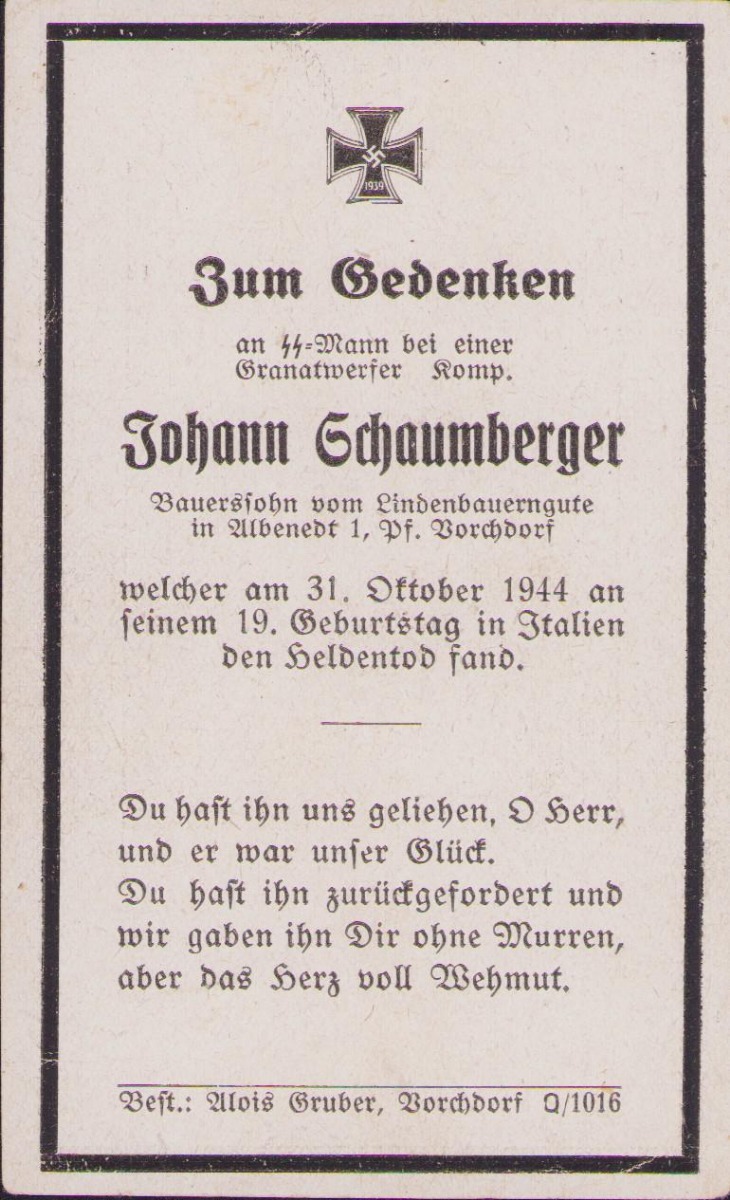 1939
Zum Gedenken
an ᛋᛋ-Mann bei einer
Granatwerfer Komp.
Johann Schaumberger
Bauerssohn vom Lindenbauerngute
in Albenedt 1, Pf. Vorchdorf
welcher am 31. Oktober 1944 an
seinem 19. Geburtstag in Italien
den Heldentod fand.
Du hast ihn uns geliehen, O Herr,
und er war unser Glück.
Du hast ihn zurückgefordert und
wir gaben ihn Dir ohne Murren,
aber das Herz voll Wehmut.
Best.: Alois Gruber, Vorchdorf Q/1016